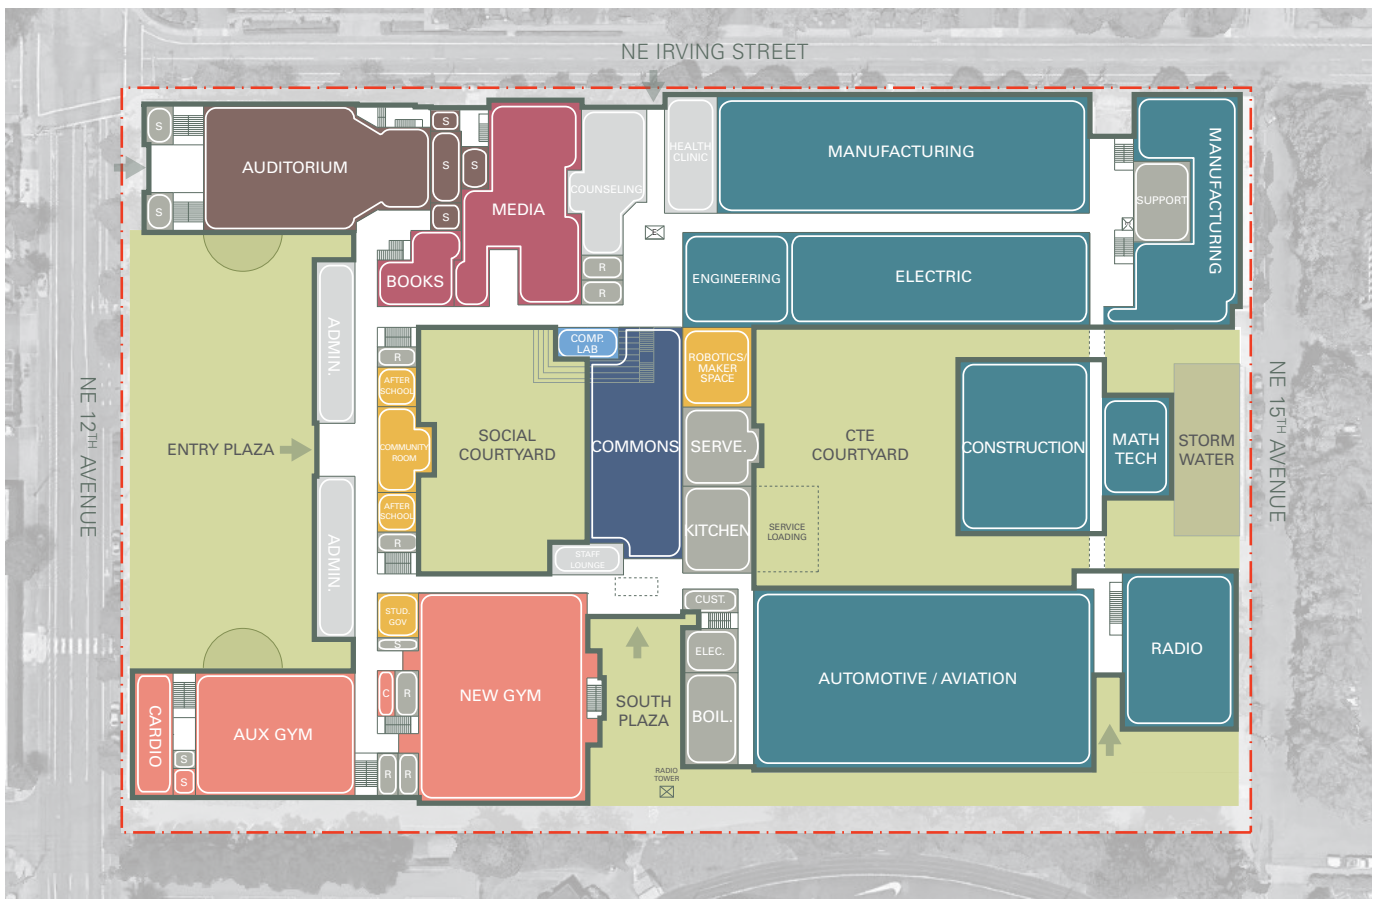 NE IRVING STREET
S
AUDITORIUM
S
S
S
S
S
MEDIA
BOOKS
COUNSELING
R
R
HEALTH
CLINIC
MANUFACTURING
MANUFACTURING
SUPPORT
E
ENGINEERING
ELECTRIC
ADMIN.
ADMIN.
NE 12TH AVENUE
ENTRY PLAZA
R
AFTER
SCHOOL
COMMUNITY
ROOM
AFTER
SCHOOL
R
SOCIAL
COURTYARD
COMP.
LAB
COMMONS
STAFF
LOUNGE
ROBOTICS/
MAKER
SPACE
SERVE.
KITCHEN
CTE
COURTYARD
SERVICE
LOADING
CONSTRUCTION
MATH
TECH
STORM
WATER
NE 15TH AVENUE
STUD.
GOV
S
C
R
R
R
CARDIO
S
S
AUX GYM
NEW GYM
SOUTH
PLAZA
RADIO
TOWER
CUST.
ELEC.
BOIL.
AUTOMOTIVE / AVIATION
RADIO